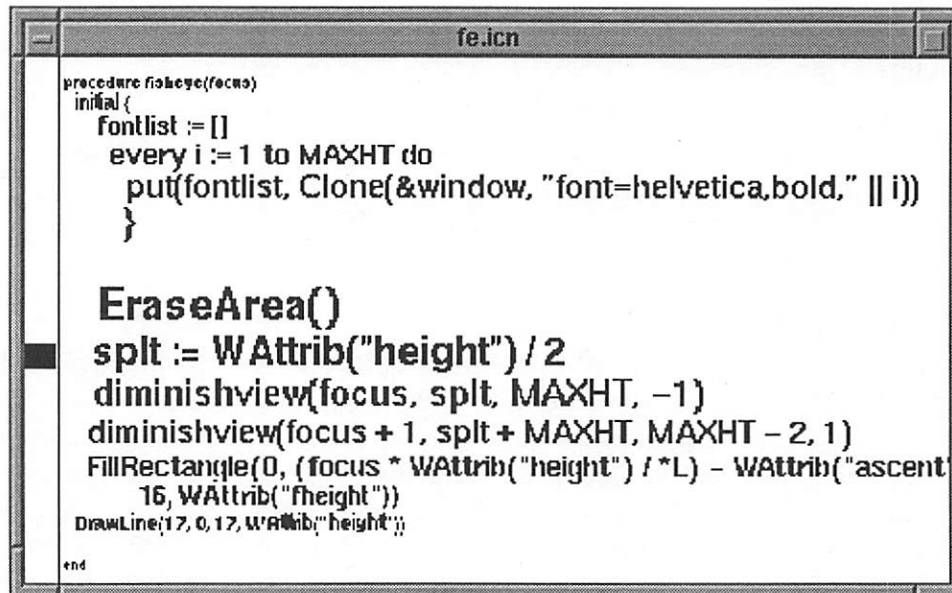 fe.icn
procedure fisheye(focus)
initial {
fontlist := []
every i := 1 to MAXHT do
put(fontlist, Clone(&window, "font=helvetica,bold," || i))
}
EraseArea()
splt := WAttrib("height") / 2
diminishview(focus, splt, MAXHT, −1)
diminishview(focus + 1, splt + MAXHT, MAXHT − 2, 1)
FillRectangle(0, (focus * WAttrib("height") / *L) − WAttrib("ascent"
16, WAttrib("fheight"))
DrawLine(17, 0, 17, WAttrib("height"))
end